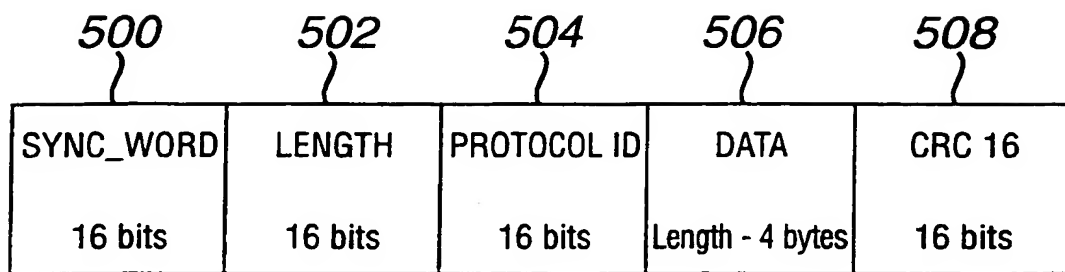 500 502 504 506 508
SYNC_WORD LENGTH PROTOCOL ID DATA CRC 16
16 bits 16 bits 16 bits Length - 4 bytes 16 bits